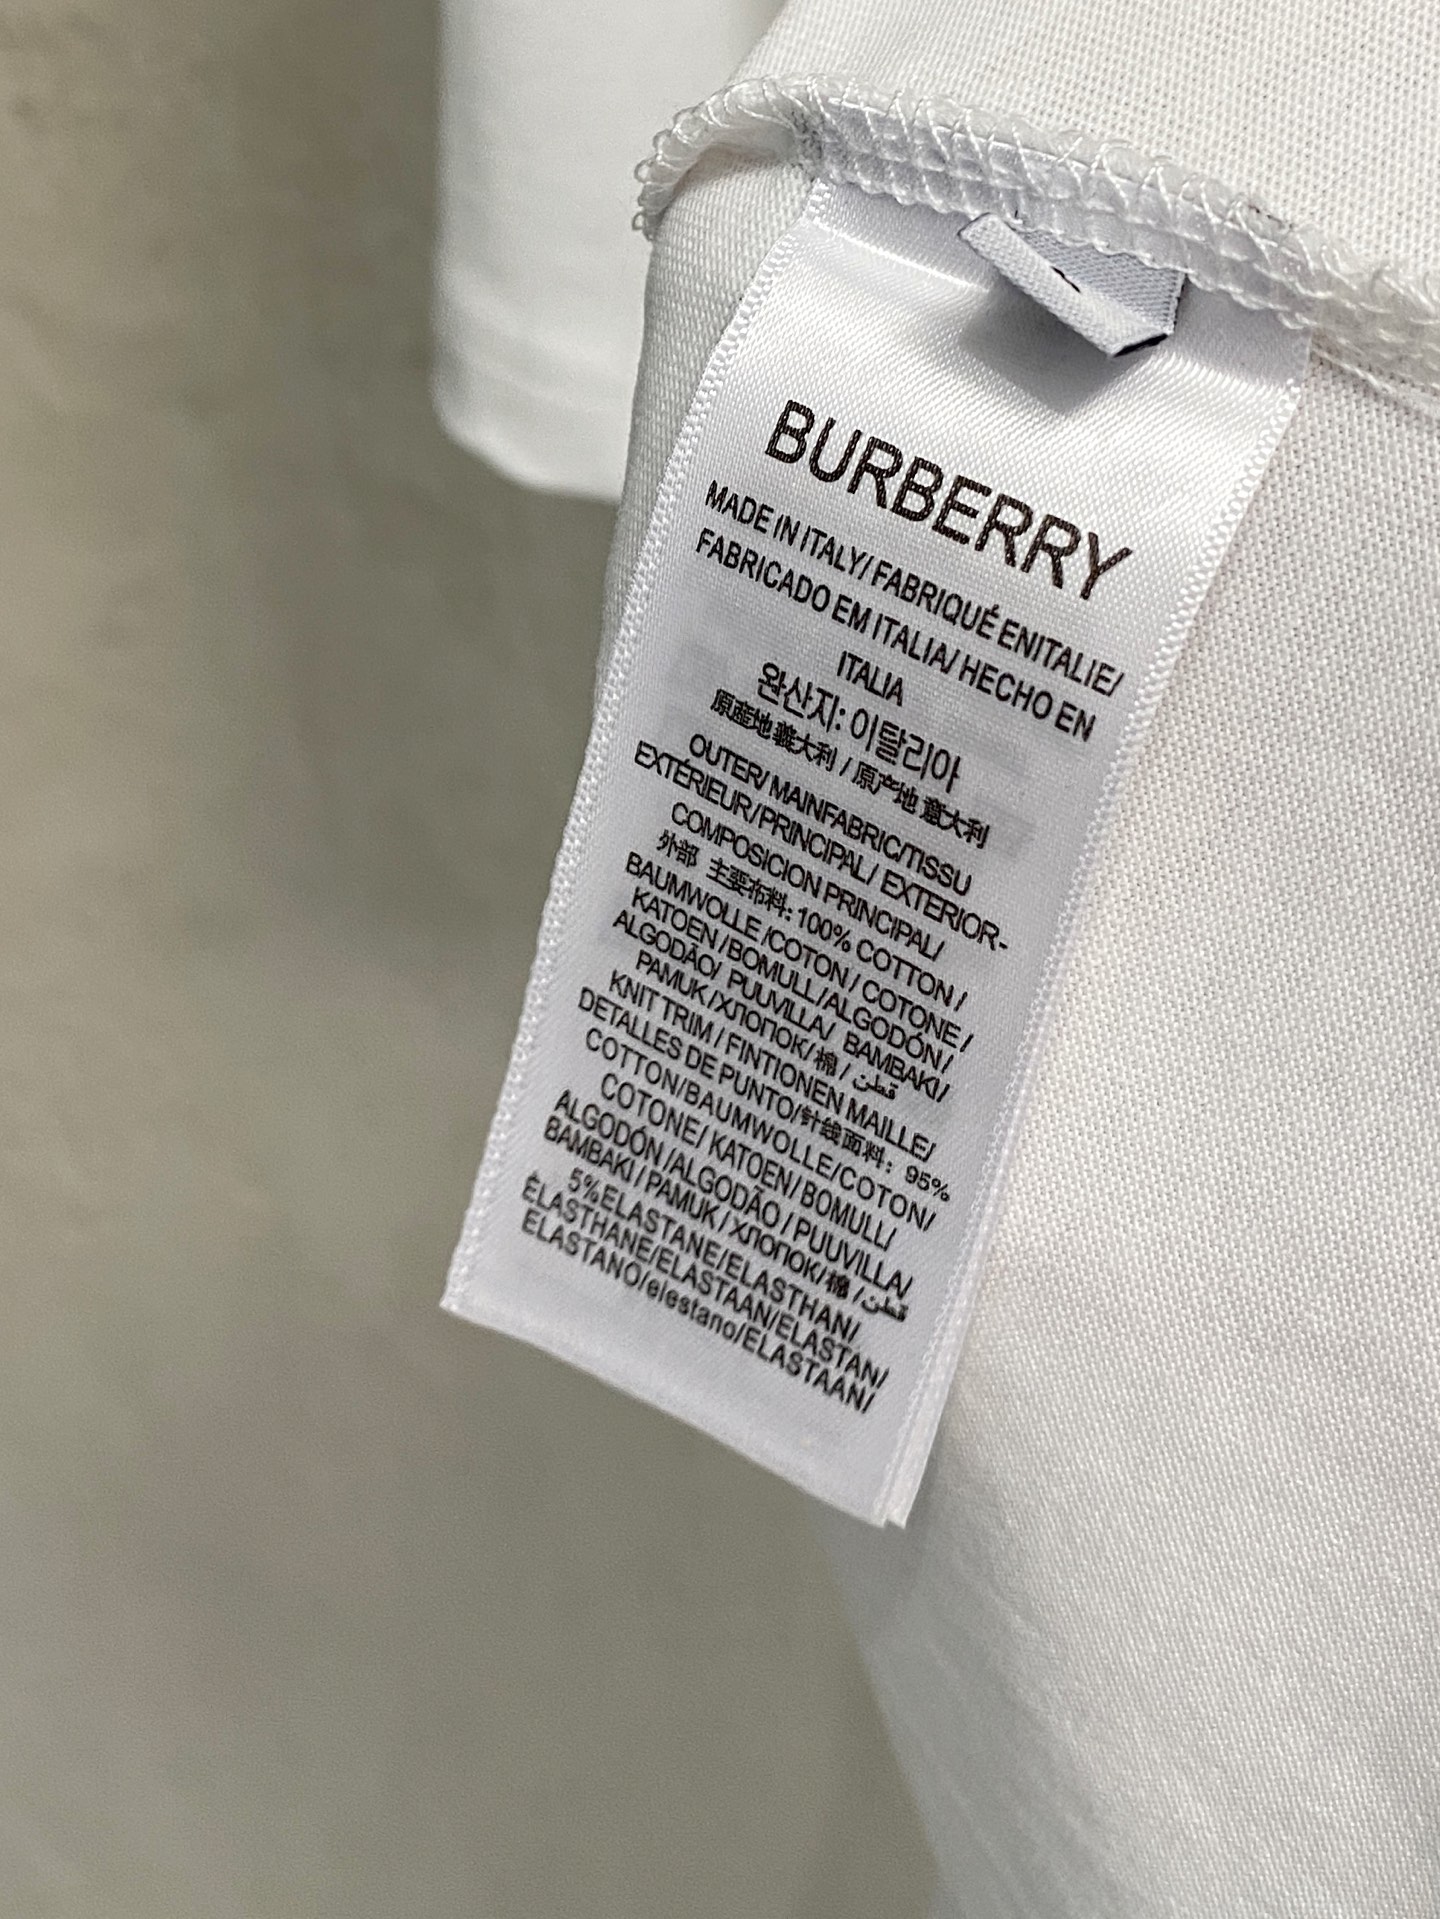 BURBERRY
MADE IN ITALY/ FABRIQUÉ ENITALIE/
FABRICADO EM ITALIA/ HECHO EN
ITALIA
완산지: 이탈리아
原產地 義大利 / 原产地 意大利
OUTER/ MAINFABRIC/TISSU
EXTÉRIEUR/PRINCIPAL/ EXTERIOR-
COMPOSICION PRINCIPAL/
外部 主要布料: 100% COTTON /
BAUMWOLLE /COTON / COTONE /
KATOEN / BOMULL/ALGODÓN /
ALGODÃO/ PUUVILLA/ BAMBAKI/
PAMUK / ХЛОПОК/ 棉 / قطن
KNIT TRIM / FINTIONEN MAILLE/
DETALLES DE PUNTO/针线面料: 95%
COTTON/BAUMWOLLE/COTON/
COTONE/ KATOEN/ BOMULL/
ALGODÓN /ALGODÃO / PUUVILLA/
BAMBAKI / PAMUK / ХЛОПОК/ 棉 / قطن
5%ELASTANE/ELASTHAN/
ÉLASTHANE/ELASTAAN/ELASTAN/
ELASTANO/elestano/ELASTAAN/